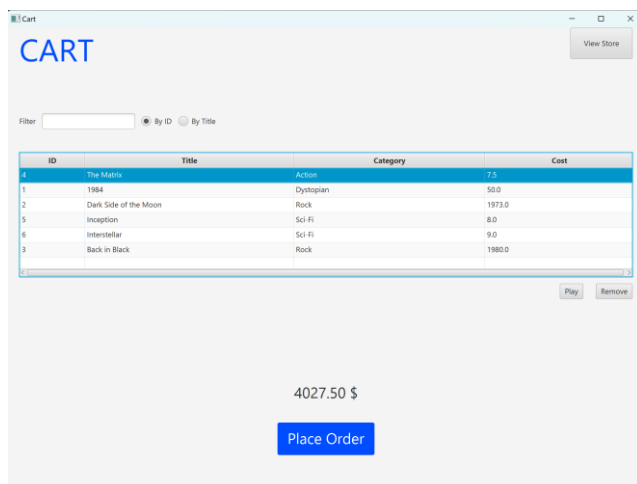 Cart
CART
View Store
Filter By ID By Title
ID Title Category Cost
4 The Matrix Action 7.5
1 1984 Dystopian 50.0
2 Dark Side of the Moon Rock 1973.0
5 Inception Sci-Fi 8.0
6 Interstellar Sci-Fi 9.0
3 Back in Black Rock 1980.0
Play Remove
4027.50 $
Place Order